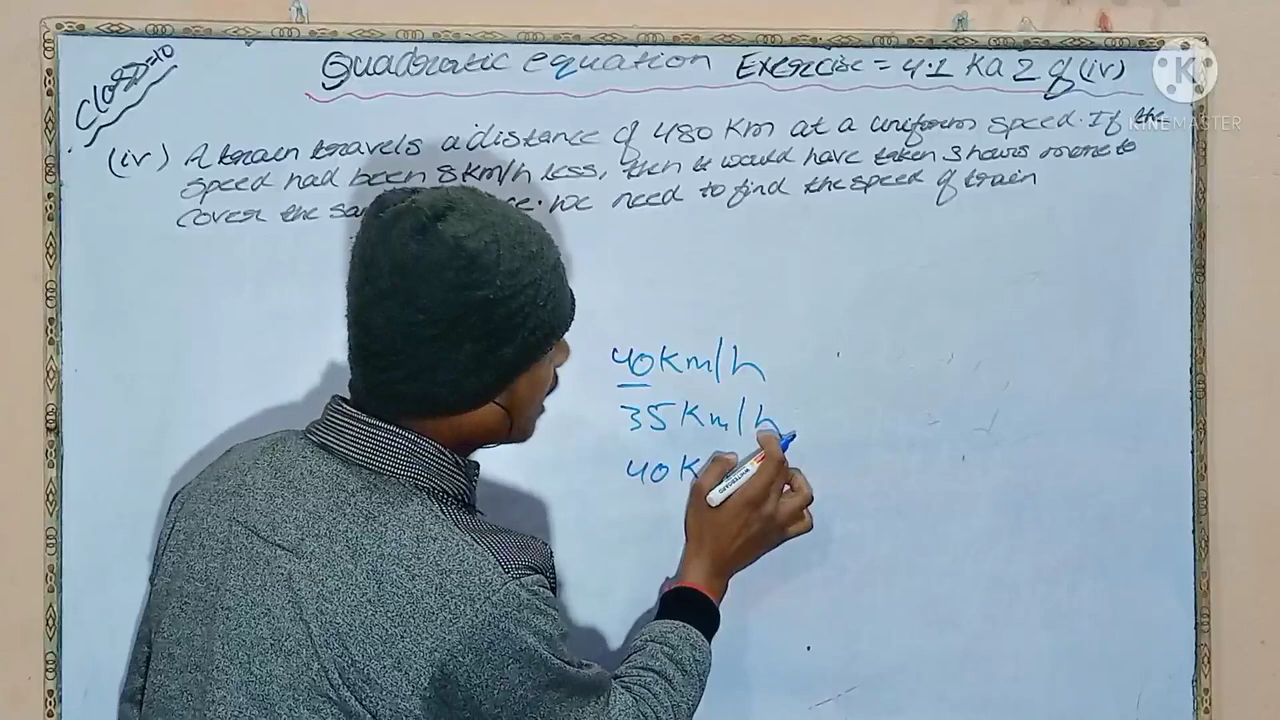 Class=10
Quadratic equation Exercise = 4.1 Ka 2 of (iv)
K
KINEMASTER
(iv) A train travels a distance of 480 Km at a uniform speed. If the
speed had been 8 km/h less, then it would have taken 3 hours more to
cover the We need to find the speed of train
40 Km/h
35 Km/h
40 K
WHITEBOARD